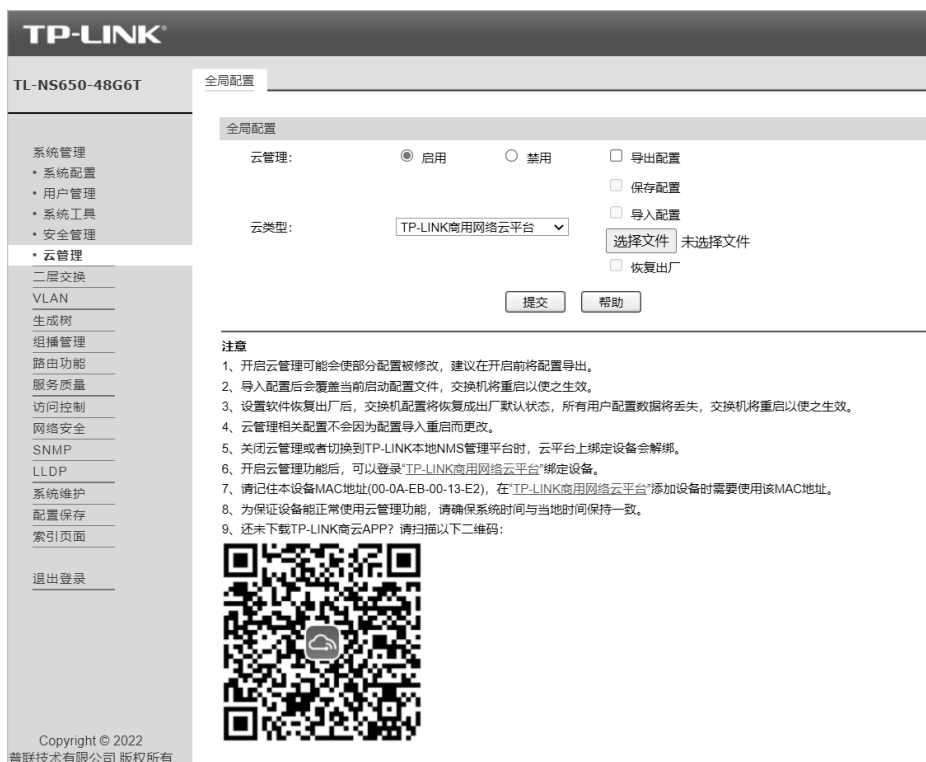 TP-LINK®
TL-NS650-48G6T
全局配置
全局配置
系统管理
• 系统配置
• 用户管理
• 系统工具
• 安全管理
• 云管理
二层交换
VLAN
生成树
组播管理
路由功能
服务质量
访问控制
网络安全
SNMP
LLDP
系统维护
配置保存
索引页面
退出登录
Copyright © 2022
普联技术有限公司 版权所有
云管理: 启用 禁用 导出配置
保存配置
导入配置
云类型: TP-LINK商用网络云平台
选择文件 未选择文件
恢复出厂
提交 帮助
注意
1、开启云管理可能会使部分配置被修改，建议在开启前将配置导出。
2、导入配置后会覆盖当前启动配置文件，交换机将重启以使之生效。
3、设置软件恢复出厂后，交换机配置将恢复成出厂默认状态，所有用户配置数据将丢失，交换机将重启以使之生效。
4、云管理相关配置不会因为配置导入重启而更改。
5、关闭云管理或者切换到TP-LINK本地NMS管理平台时，云平台上绑定设备会解绑。
6、开启云管理功能后，可以登录“TP-LINK商用网络云平台”绑定设备。
7、请记住本设备MAC地址(00-0A-EB-00-13-E2)，在“TP-LINK商用网络云平台”添加设备时需要使用该MAC地址。
8、为保证设备能正常使用云管理功能，请确保系统时间与当地时间保持一致。
9、还未下载TP-LINK商云APP？请扫描以下二维码: